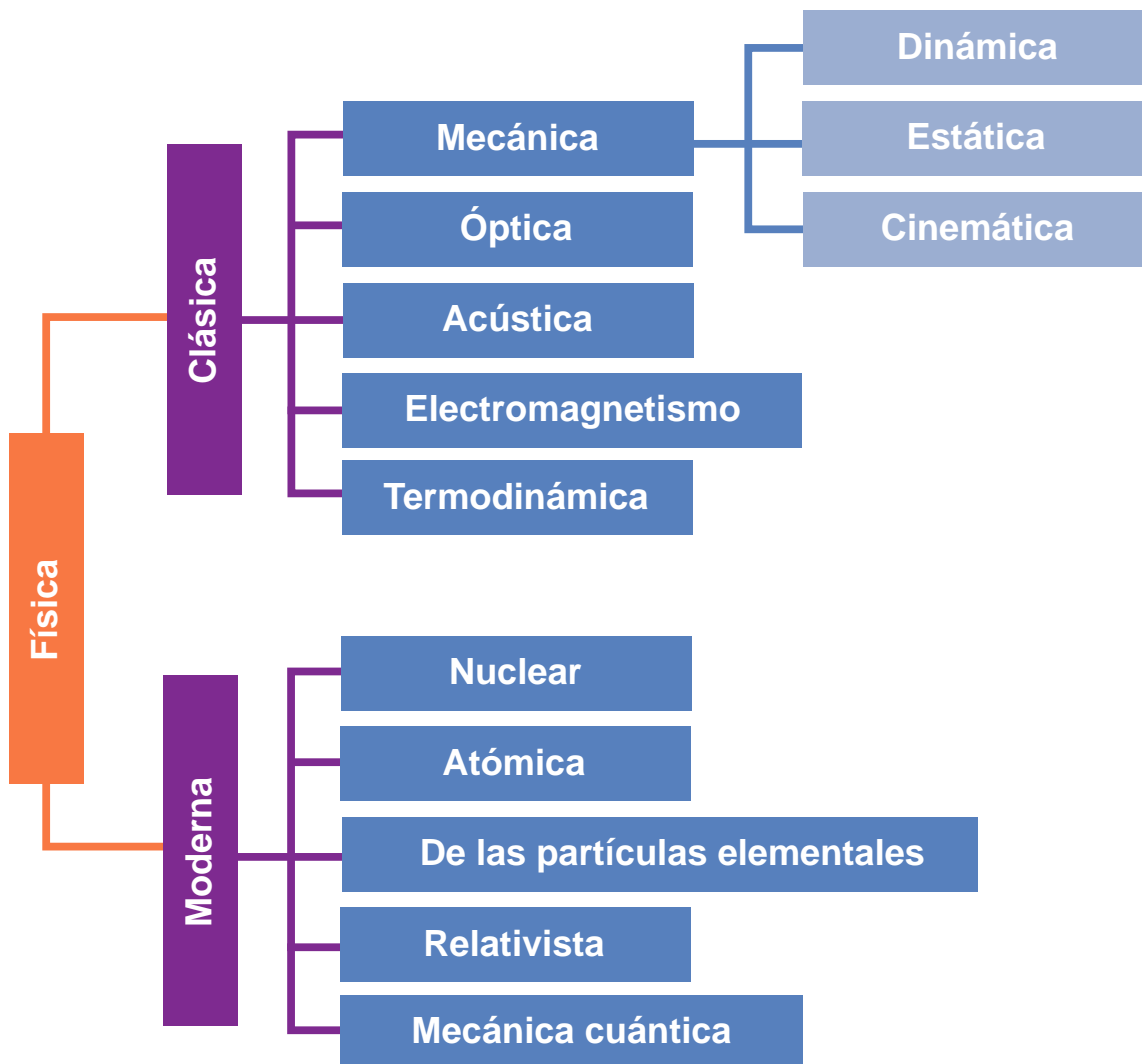 Física
Clásica
Mecánica
Dinámica
Estática
Cinemática
Óptica
Acústica
Electromagnetismo
Termodinámica
Moderna
Nuclear
Atómica
De las partículas elementales
Relativista
Mecánica cuántica